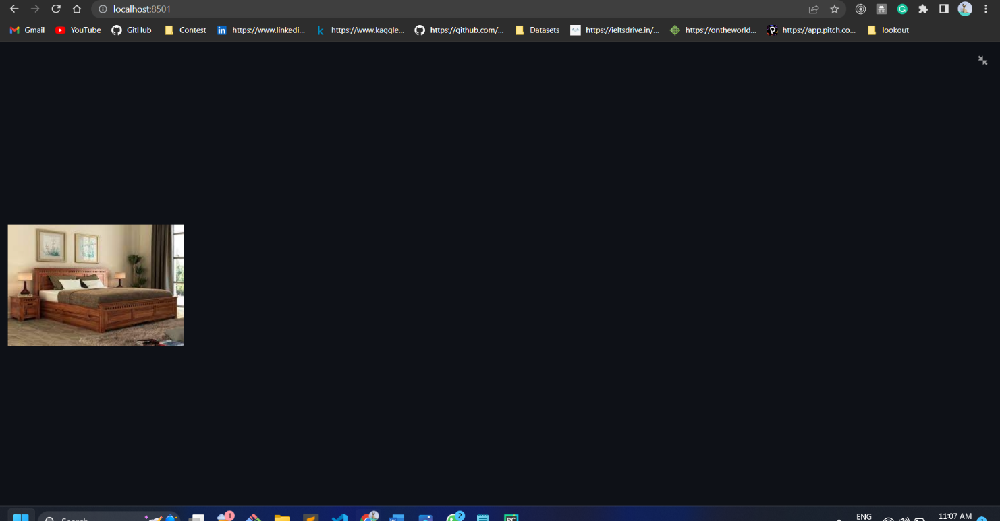 localhost:8501
Gmail YouTube GitHub Contest https://www.linkedi... https://www.kaggle... https://github.com/... Datasets https://ieltsdrive.in/... https://ontheworld... https://app.pitch.co... lookout
Search 1 2 ENG 11:07 AM